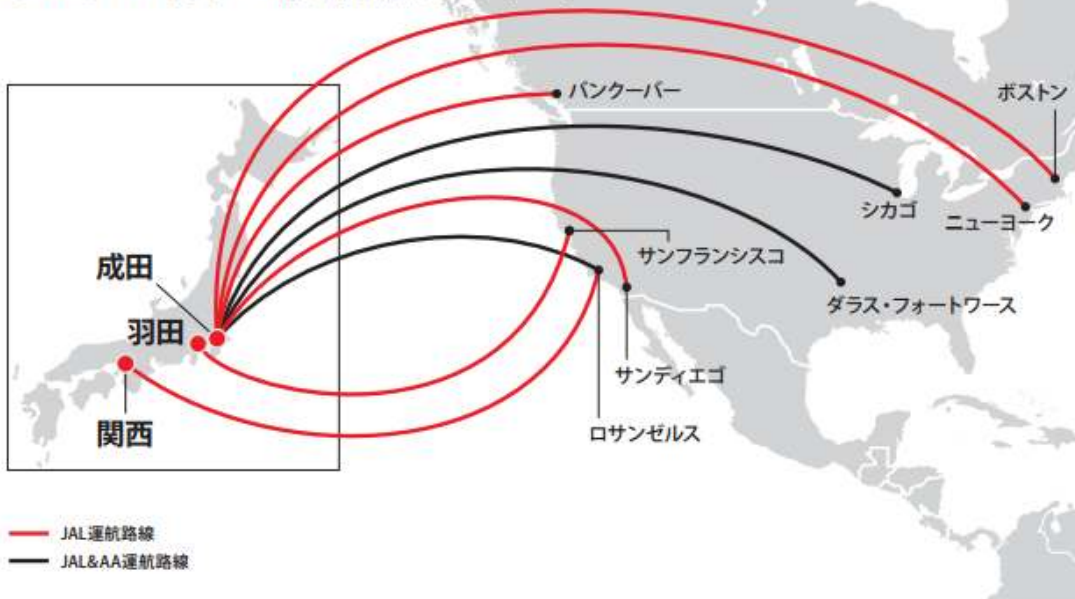 バンクーバー
ボストン
シカゴ
ニューヨーク
サンフランシスコ
成田
ダラス・フォートワース
羽田
サンディエゴ
関西
ロサンゼルス
JAL運航路線
JAL&AA運航路線